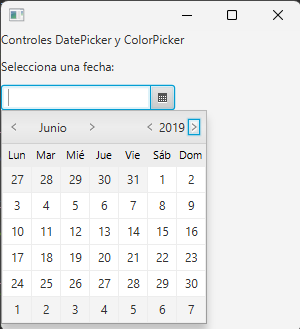 Controles DatePicker y ColorPicker
Selecciona una fecha:
< Junio > < 2019 >
Lun Mar Mié Jue Vie Sáb Dom
27 28 29 30 31 1 2
3 4 5 6 7 8 9
10 11 12 13 14 15 16
17 18 19 20 21 22 23
24 25 26 27 28 29 30
1 2 3 4 5 6 7